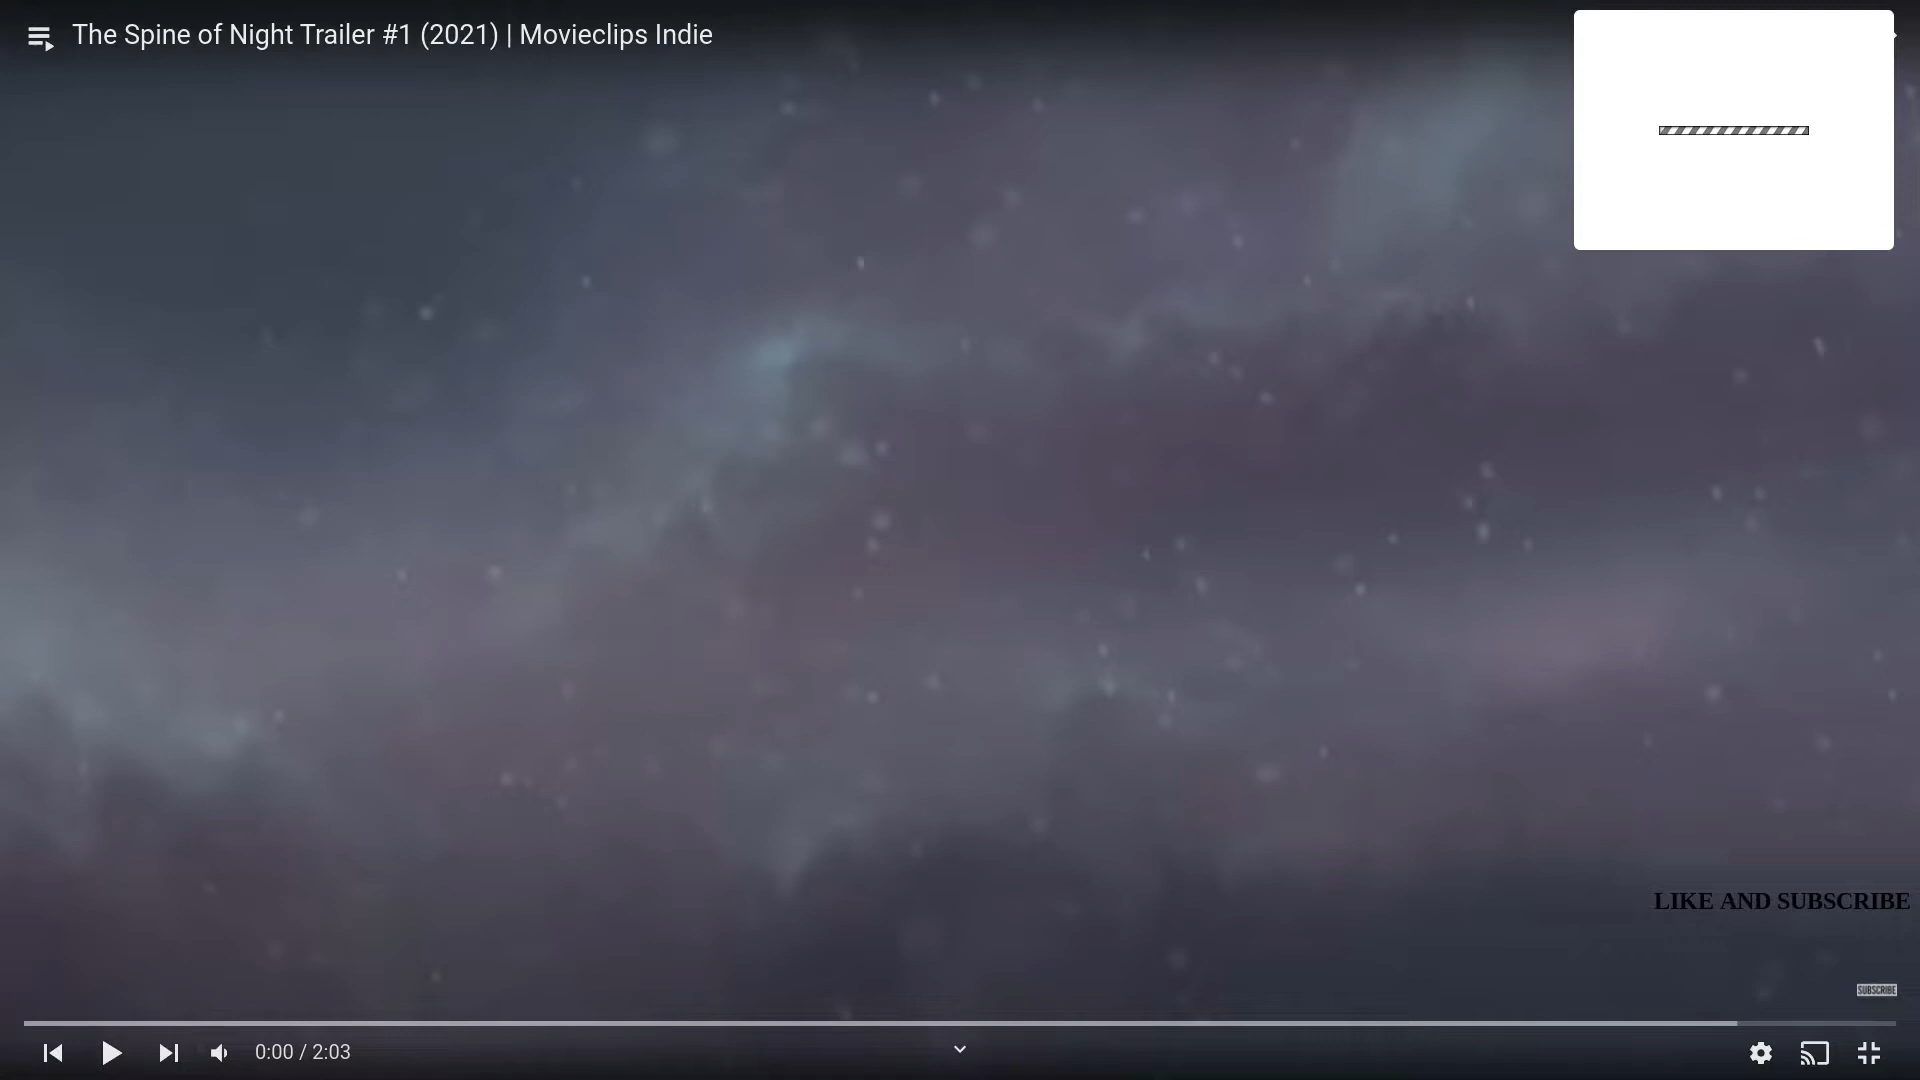 The Spine of Night Trailer #1 (2021) | Movieclips Indie
LIKE AND SUBSCRIBE
SUBSCRIBE
0:00 / 2:03